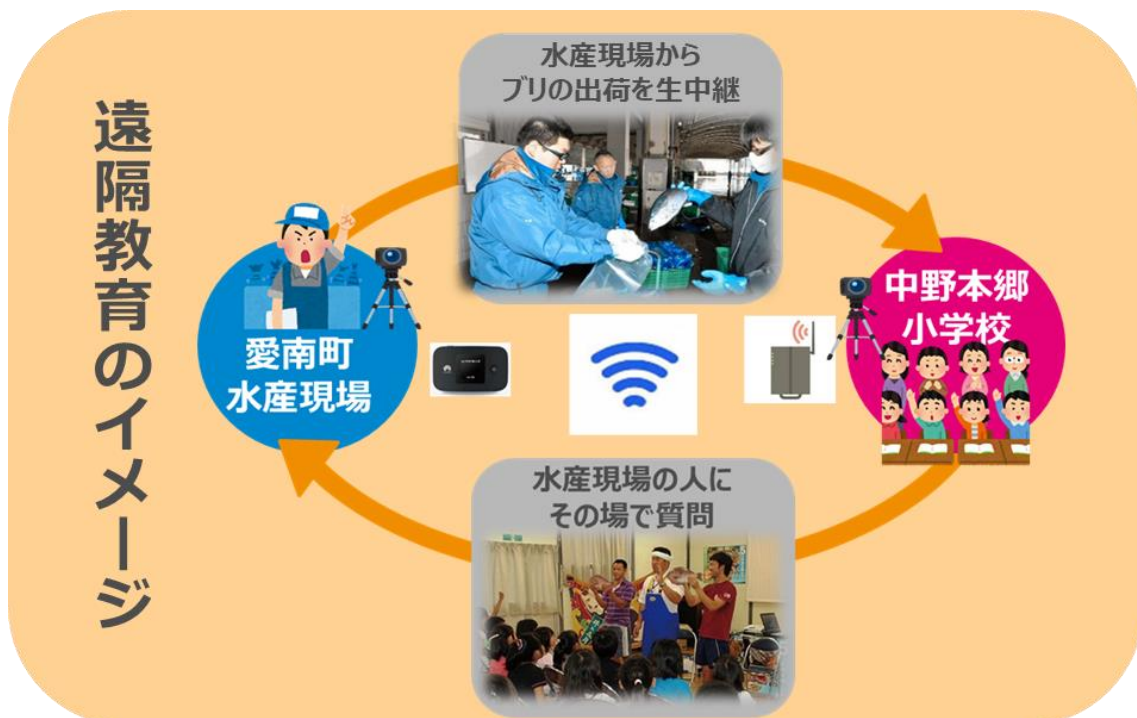 遠隔教育のイメージ
水産現場から
ブリの出荷を生中継
愛南町
水産現場
中野本郷
小学校
水産現場の人に
その場で質問